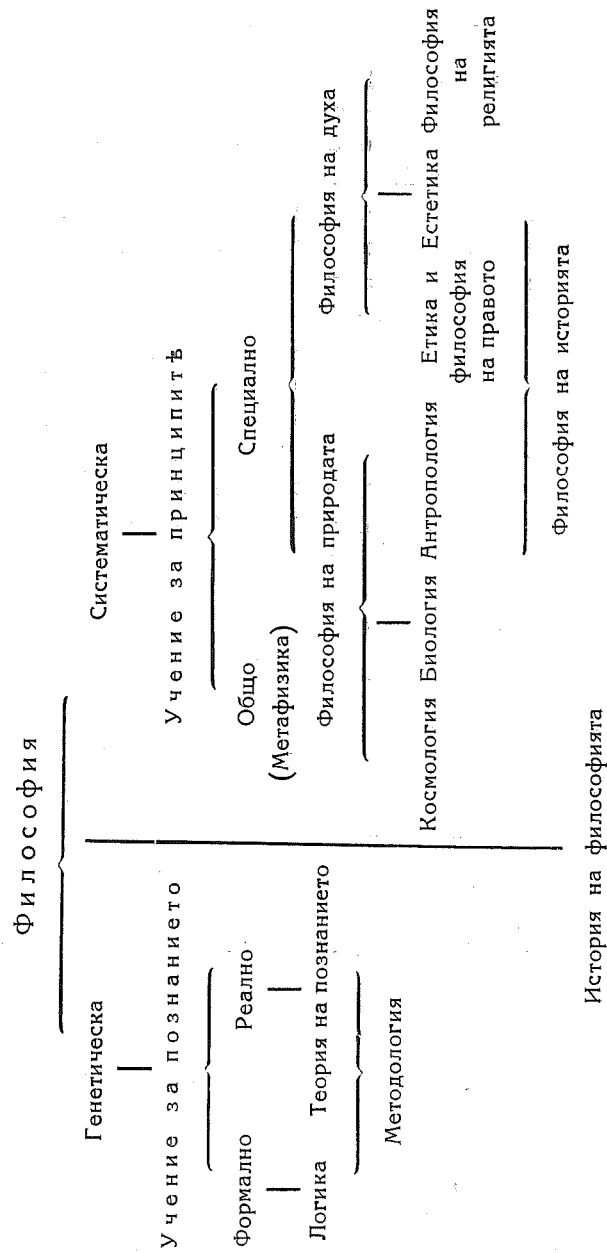 Философия
Генетическа Систематическа
Учение за познанието Учение за принципитѣ
Формално Реално Общо Специално
(Метафизика)
Логика Теория на познанието Философия на природата Философия на духа
Методология Космология Биология Антропология Етика и Естетика Философия
философия на
на правото религията
Философия на историята
История на философията